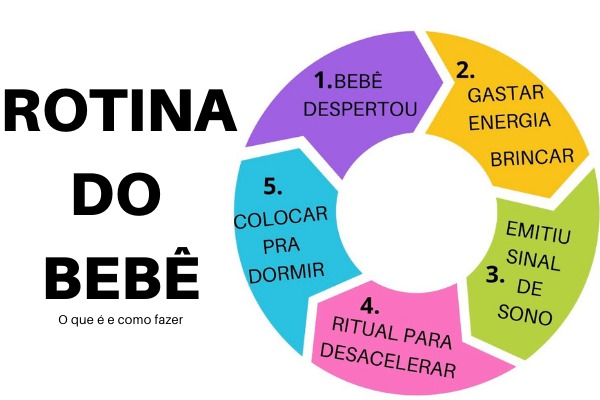 ROTINA
DO
BEBÊ
O que é e como fazer
1.BEBÊ
DESPERTOU
2.
GASTAR
ENERGIA
BRINCAR
EMITIU
SINAL
3. DE
SONO
4.
RITUAL PARA
DESACELERAR
5.
COLOCAR
PRA
DORMIR